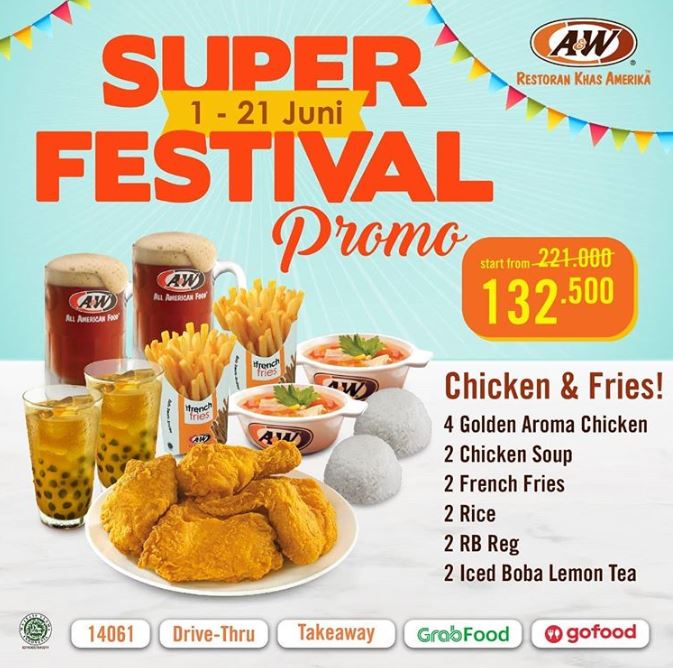 SUPER
1 - 21 Juni
FESTIVAL
Promo
A&W
RESTORAN KHAS AMERIKA
start from 221.000
132.500
A&W
ALL AMERICAN FOOD
A&W
ALL AMERICAN FOOD
french
fries
french
fries
A&W
A&W
Chicken & Fries!
4 Golden Aroma Chicken
2 Chicken Soup
2 French Fries
2 Rice
2 RB Reg
2 Iced Boba Lemon Tea
14061
Drive-Thru
Takeaway
GrabFood
gofood